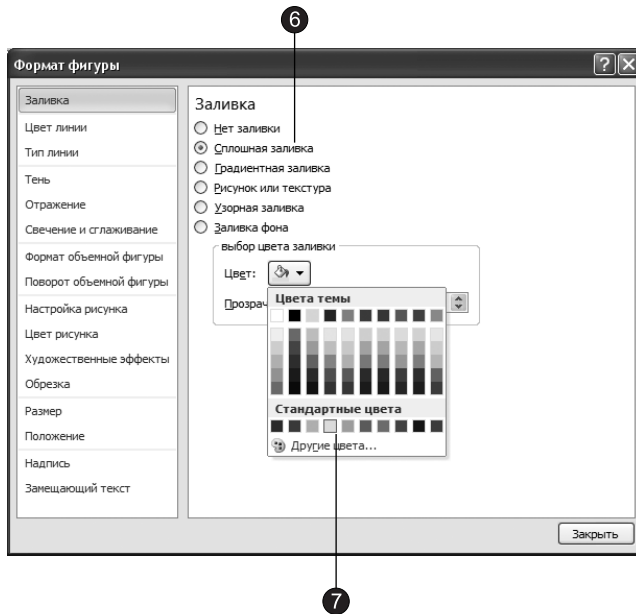 6
Формат фигуры
Заливка
Цвет линии
Тип линии
Тень
Отражение
Свечение и сглаживание
Формат объемной фигуры
Поворот объемной фигуры
Настройка рисунка
Цвет рисунка
Художественные эффекты
Обрезка
Размер
Положение
Надпись
Замещающий текст
Заливка
Нет заливки
Сплошная заливка
Градиентная заливка
Рисунок или текстура
Узорная заливка
Заливка фона
выбор цвета заливки
Цвет:
Прозрач
Цвета темы
Стандартные цвета
Другие цвета...
Закрыть
7